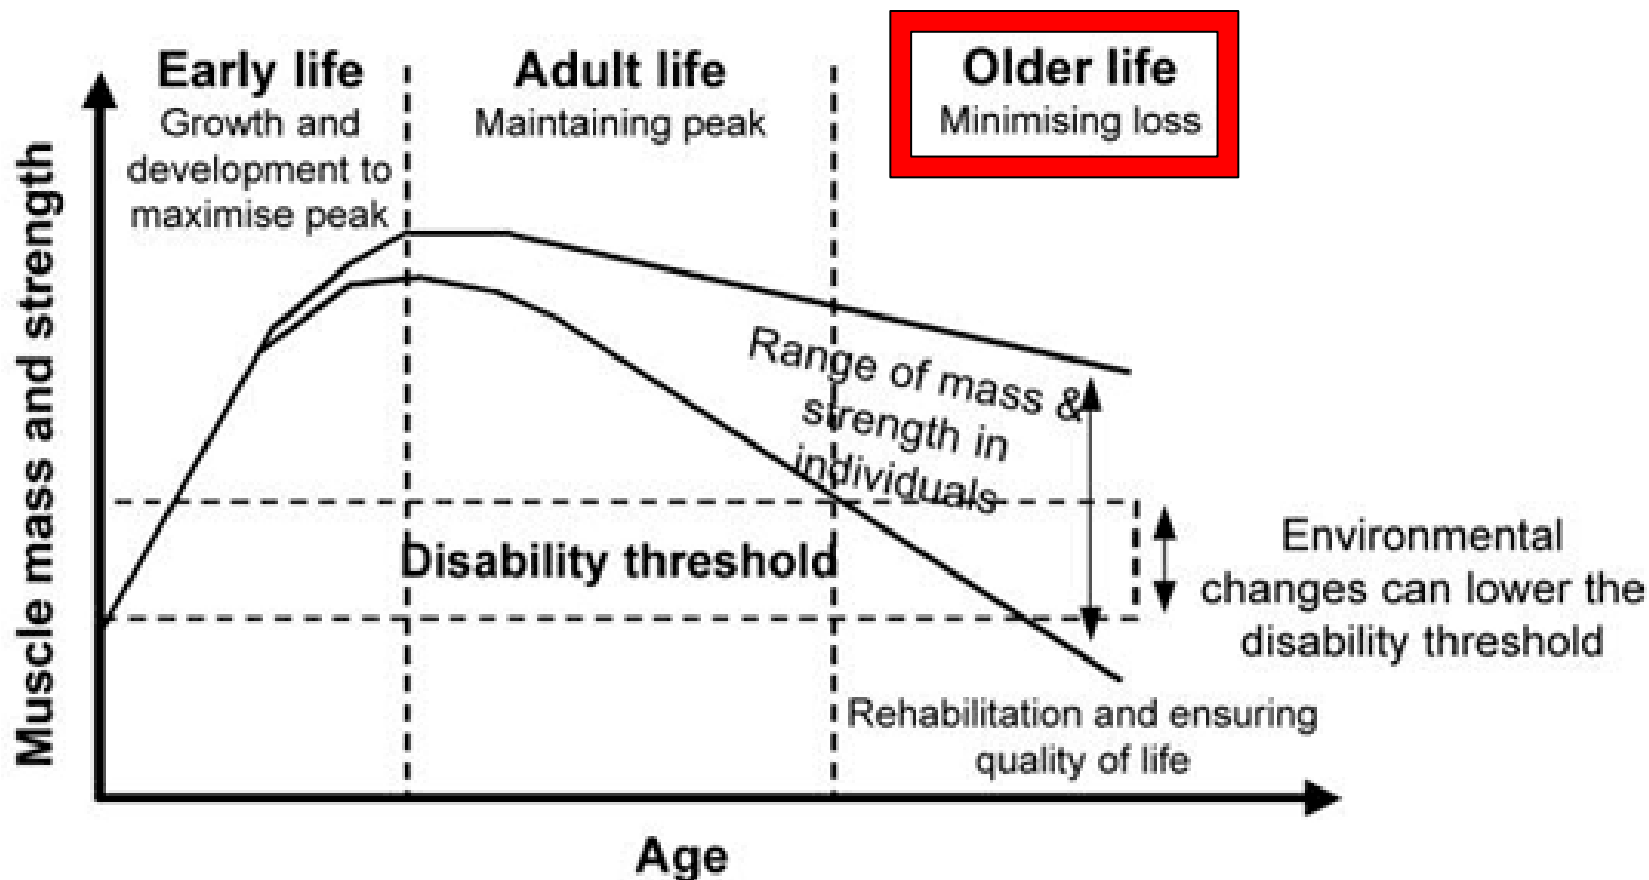 Early life
Growth and
development to
maximise peak
Adult life
Maintaining peak
Older life
Minimising loss
Muscle mass and strength
Range of mass &
strength in
individuals
Disability threshold
Environmental
changes can lower the
disability threshold
Rehabilitation and ensuring
quality of life
Age